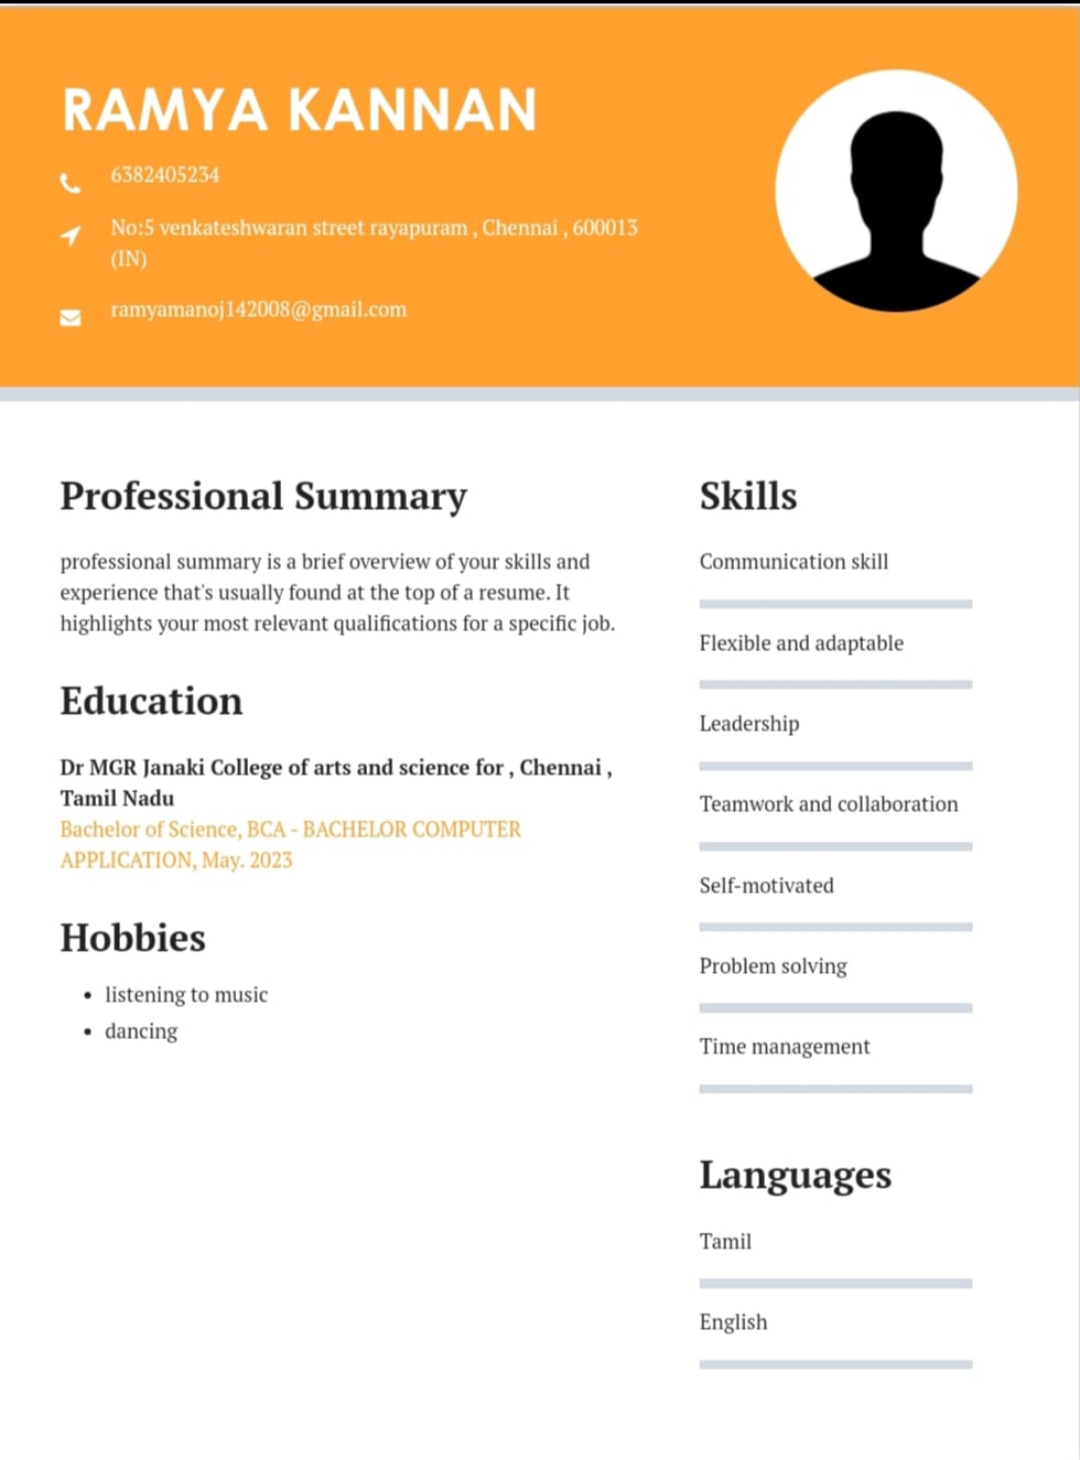 RAMYA KANNAN
6382405234
No:5 venkateshwaran street rayapuram , Chennai , 600013
(IN)
ramyamanoj142008@gmail.com
Professional Summary
professional summary is a brief overview of your skills and
experience that's usually found at the top of a resume. It
highlights your most relevant qualifications for a specific job.
Education
Dr MGR Janaki College of arts and science for , Chennai ,
Tamil Nadu
Bachelor of Science, BCA - BACHELOR COMPUTER
APPLICATION, May. 2023
Hobbies
• listening to music
• dancing
Skills
Communication skill
Flexible and adaptable
Leadership
Teamwork and collaboration
Self-motivated
Problem solving
Time management
Languages
Tamil
English